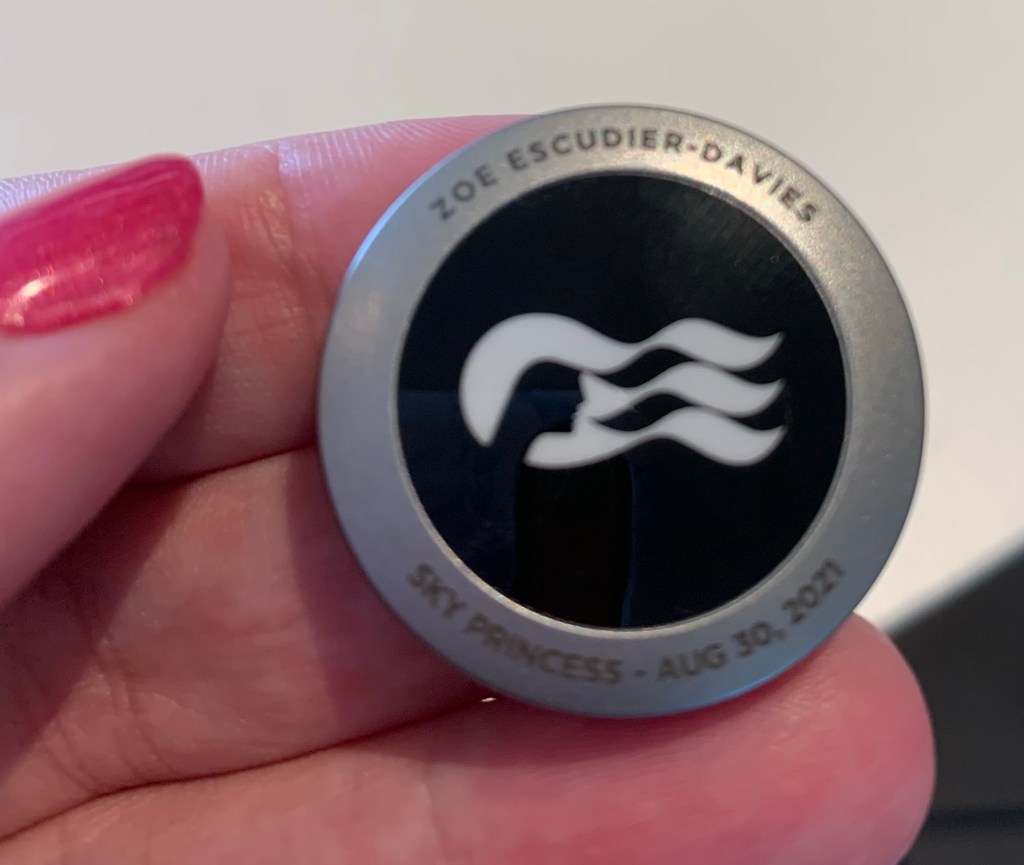 ZOE ESCUDIER-DAVIES
SKY PRINCESS - AUG 30, 2021